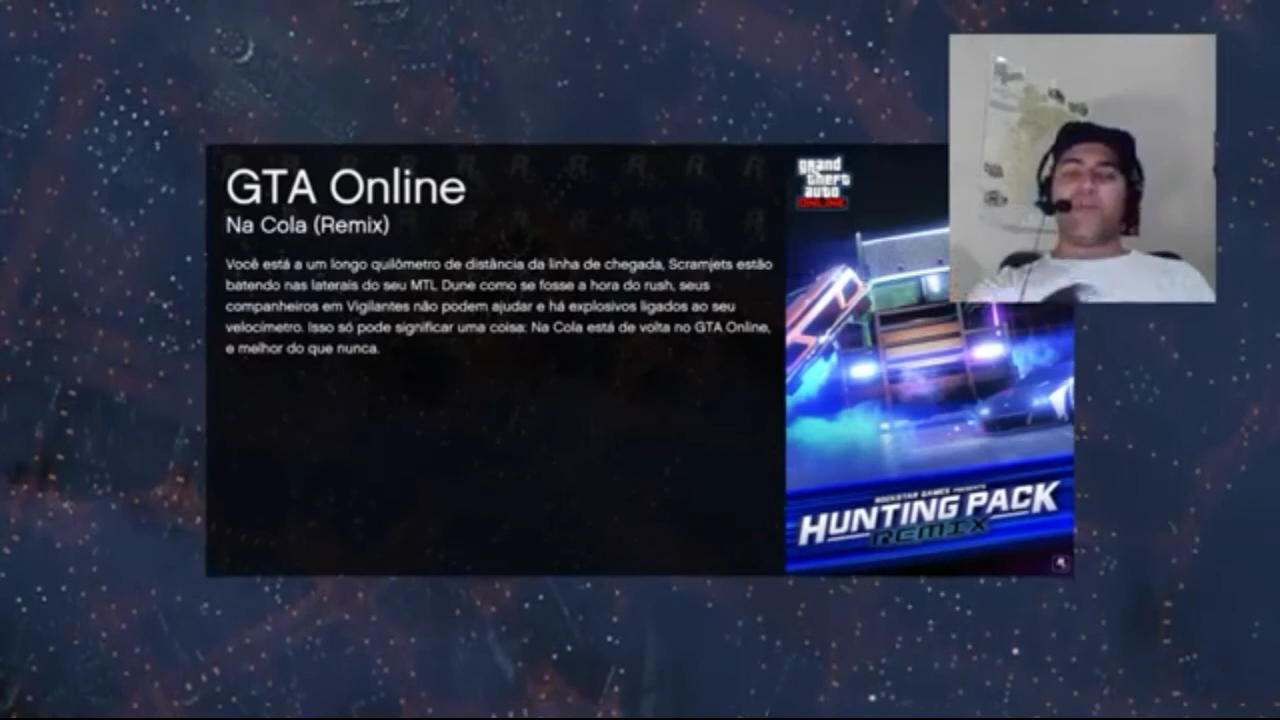 GTA Online
Na Cola (Remix)
Você está a um longo quilômetro de distância da linha de chegada, Scramjets estão
batendo nas laterais do seu MTL Dune como se fosse a hora do rush, seus
companheiros em Vigilantes não podem ajudar e há explosivos ligados ao seu
velocímetro. Isso só pode significar uma coisa: Na Cola está de volta no GTA Online,
e melhor do que nunca.
grand
theft
auto
ONLINE
ROCKSTAR GAMES PRESENTS
HUNTING PACK
REMIX